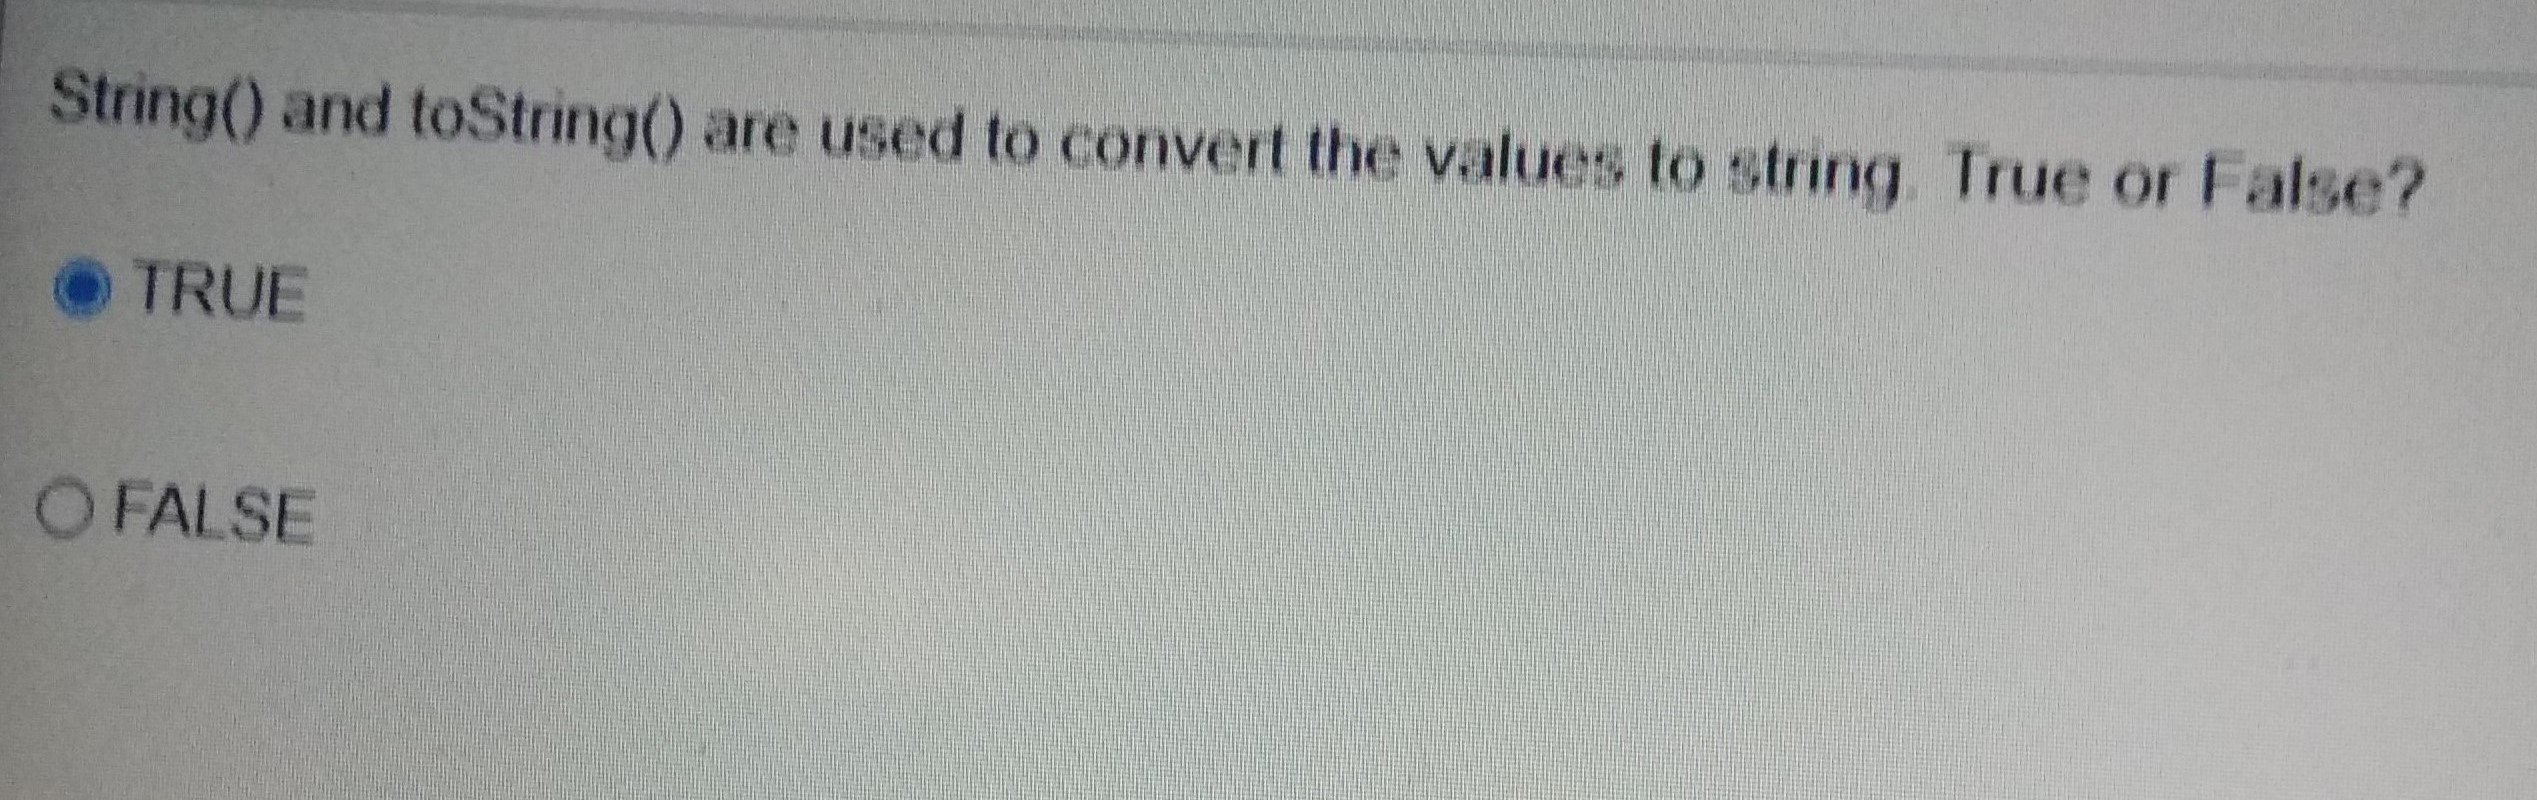 String() and toString() are used to convert the values to string. True or False?
TRUE
FALSE